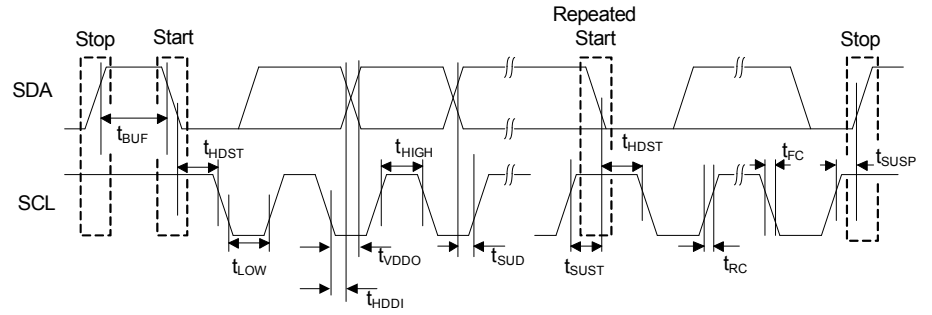 Repeated
Stop Start Start Stop
SDA
tBUF
tHDST tHIGH tHDST tFC tSUSP
SCL
tLOW tVDDO tSUD tSUST tRC
tHDDI